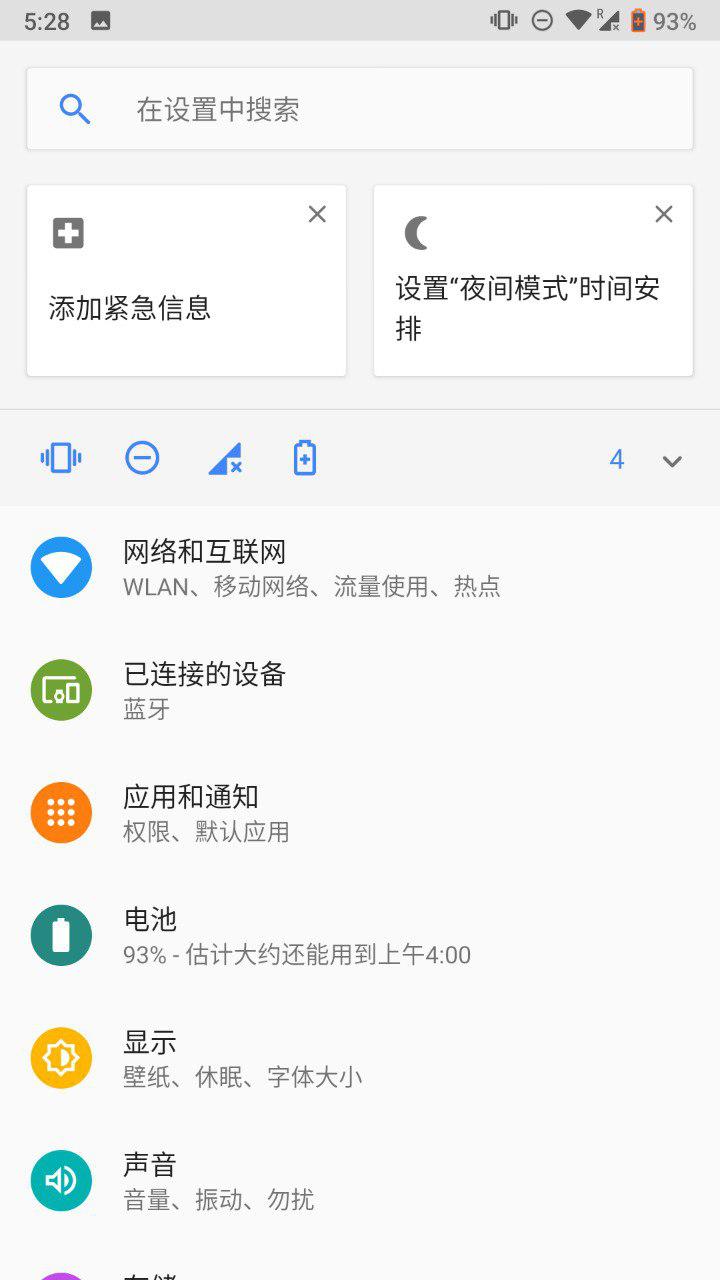 5:28 R 93%
在设置中搜索
添加紧急信息
设置“夜间模式”时间安
排
4
网络和互联网
WLAN、移动网络、流量使用、热点
已连接的设备
蓝牙
应用和通知
权限、默认应用
电池
93% - 估计大约还能用到上午4:00
显示
壁纸、休眠、字体大小
声音
音量、振动、勿扰